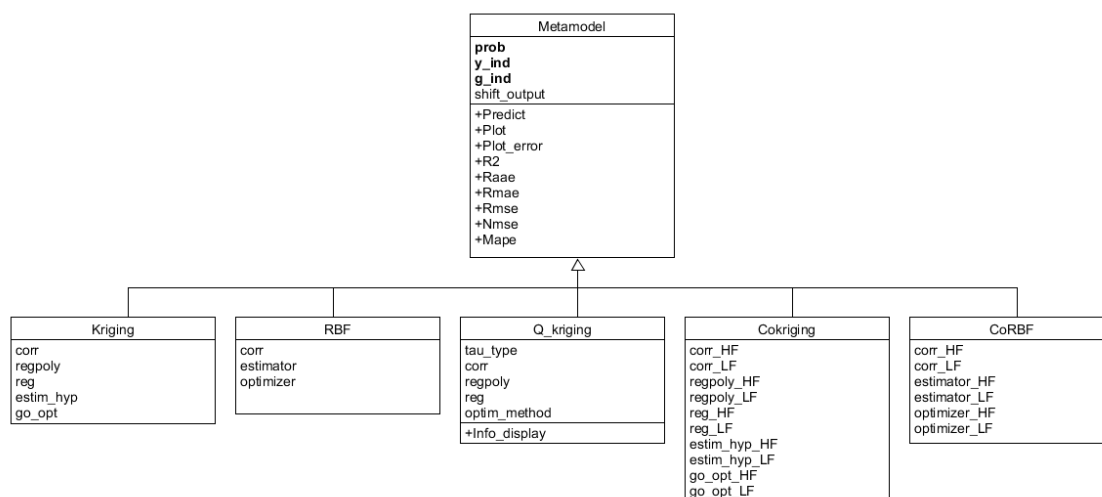 Metamodel
prob
y_ind
g_ind
shift_output
+Predict
+Plot
+Plot_error
+R2
+Raae
+Rmae
+Rmse
+Nmse
+Mape
Kriging
corr
regpoly
reg
estim_hyp
go_opt
RBF
corr
estimator
optimizer
Q_kriging
tau_type
corr
regpoly
reg
optim_method
+Info_display
Cokriging
corr_HF
corr_LF
regpoly_HF
regpoly_LF
reg_HF
reg_LF
estim_hyp_HF
estim_hyp_LF
go_opt_HF
go_opt_LF
CoRBF
corr_HF
corr_LF
estimator_HF
estimator_LF
optimizer_HF
optimizer_LF